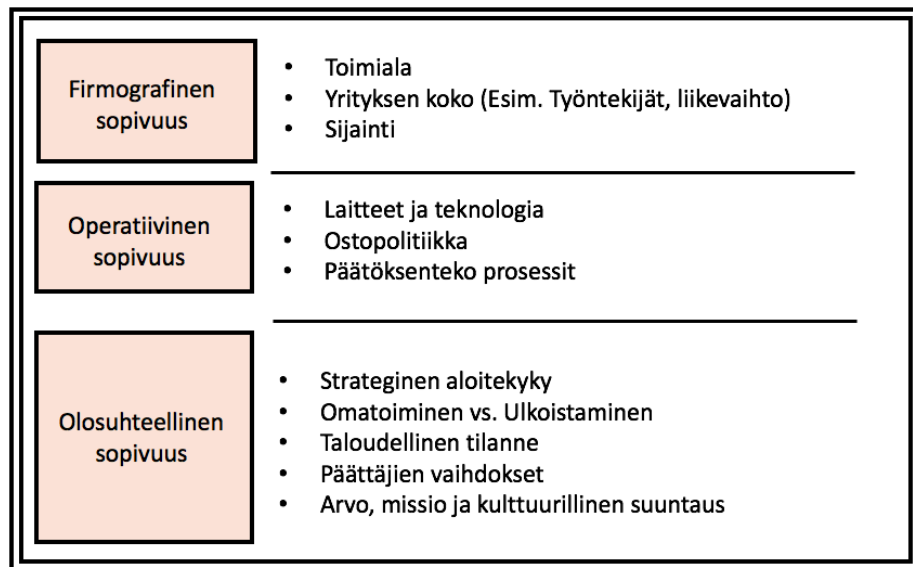 Firmografinen
sopivuus
• Toimiala
• Yrityksen koko (Esim. Työntekijät, liikevaihto)
• Sijainti
Operatiivinen
sopivuus
• Laitteet ja teknologia
• Ostopolitiikka
• Päätöksenteko prosessit
Olosuhteellinen
sopivuus
• Strateginen aloitekyky
• Omatoiminen vs. Ulkoistaminen
• Taloudellinen tilanne
• Päättäjien vaihdokset
• Arvo, missio ja kulttuurillinen suuntaus